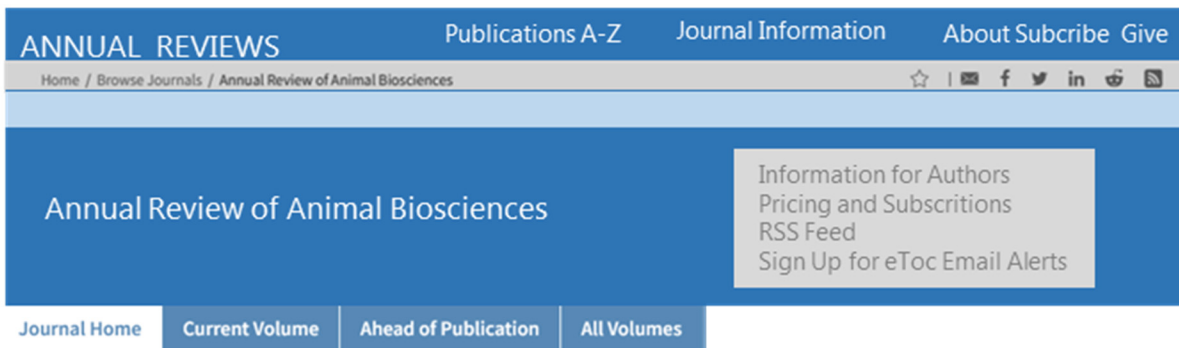 ANNUAL REVIEWS
Publications A-Z
Journal Information
About Subcribe Give
Home / Browse Journals / Annual Review of Animal Biosciences
Annual Review of Animal Biosciences
Information for Authors
Pricing and Subscritions
RSS Feed
Sign Up for eToc Email Alerts
Journal Home
Current Volume
Ahead of Publication
All Volumes